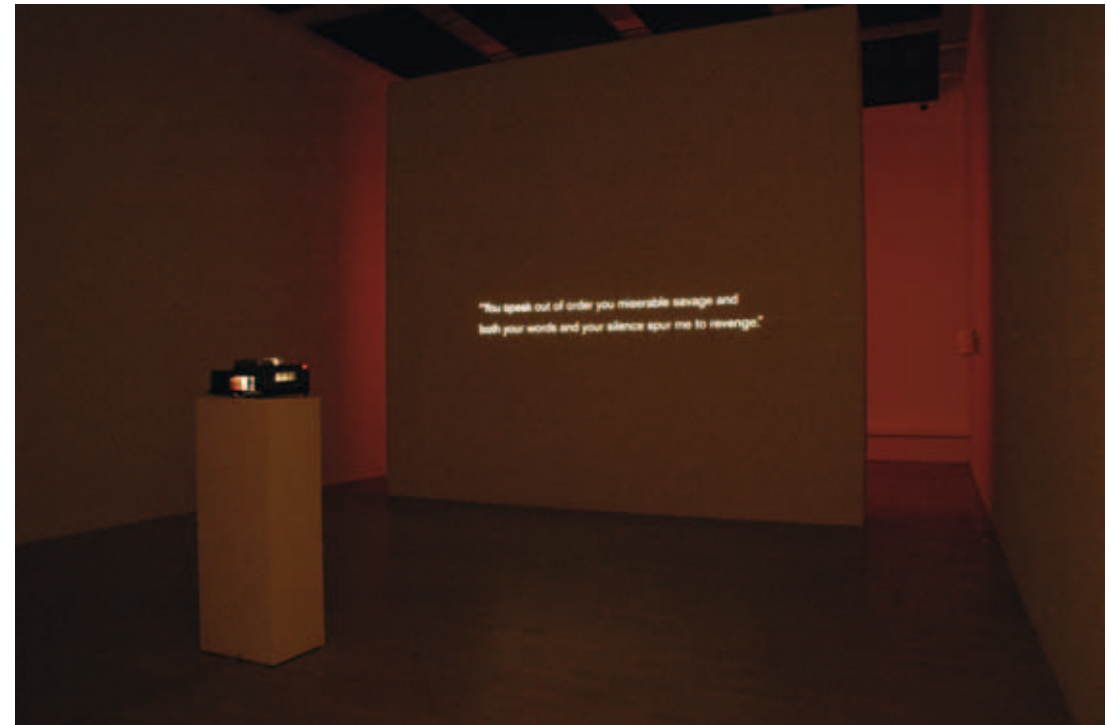 "You speak out of order you miserable savage and
both your words and your silence spur me to revenge."